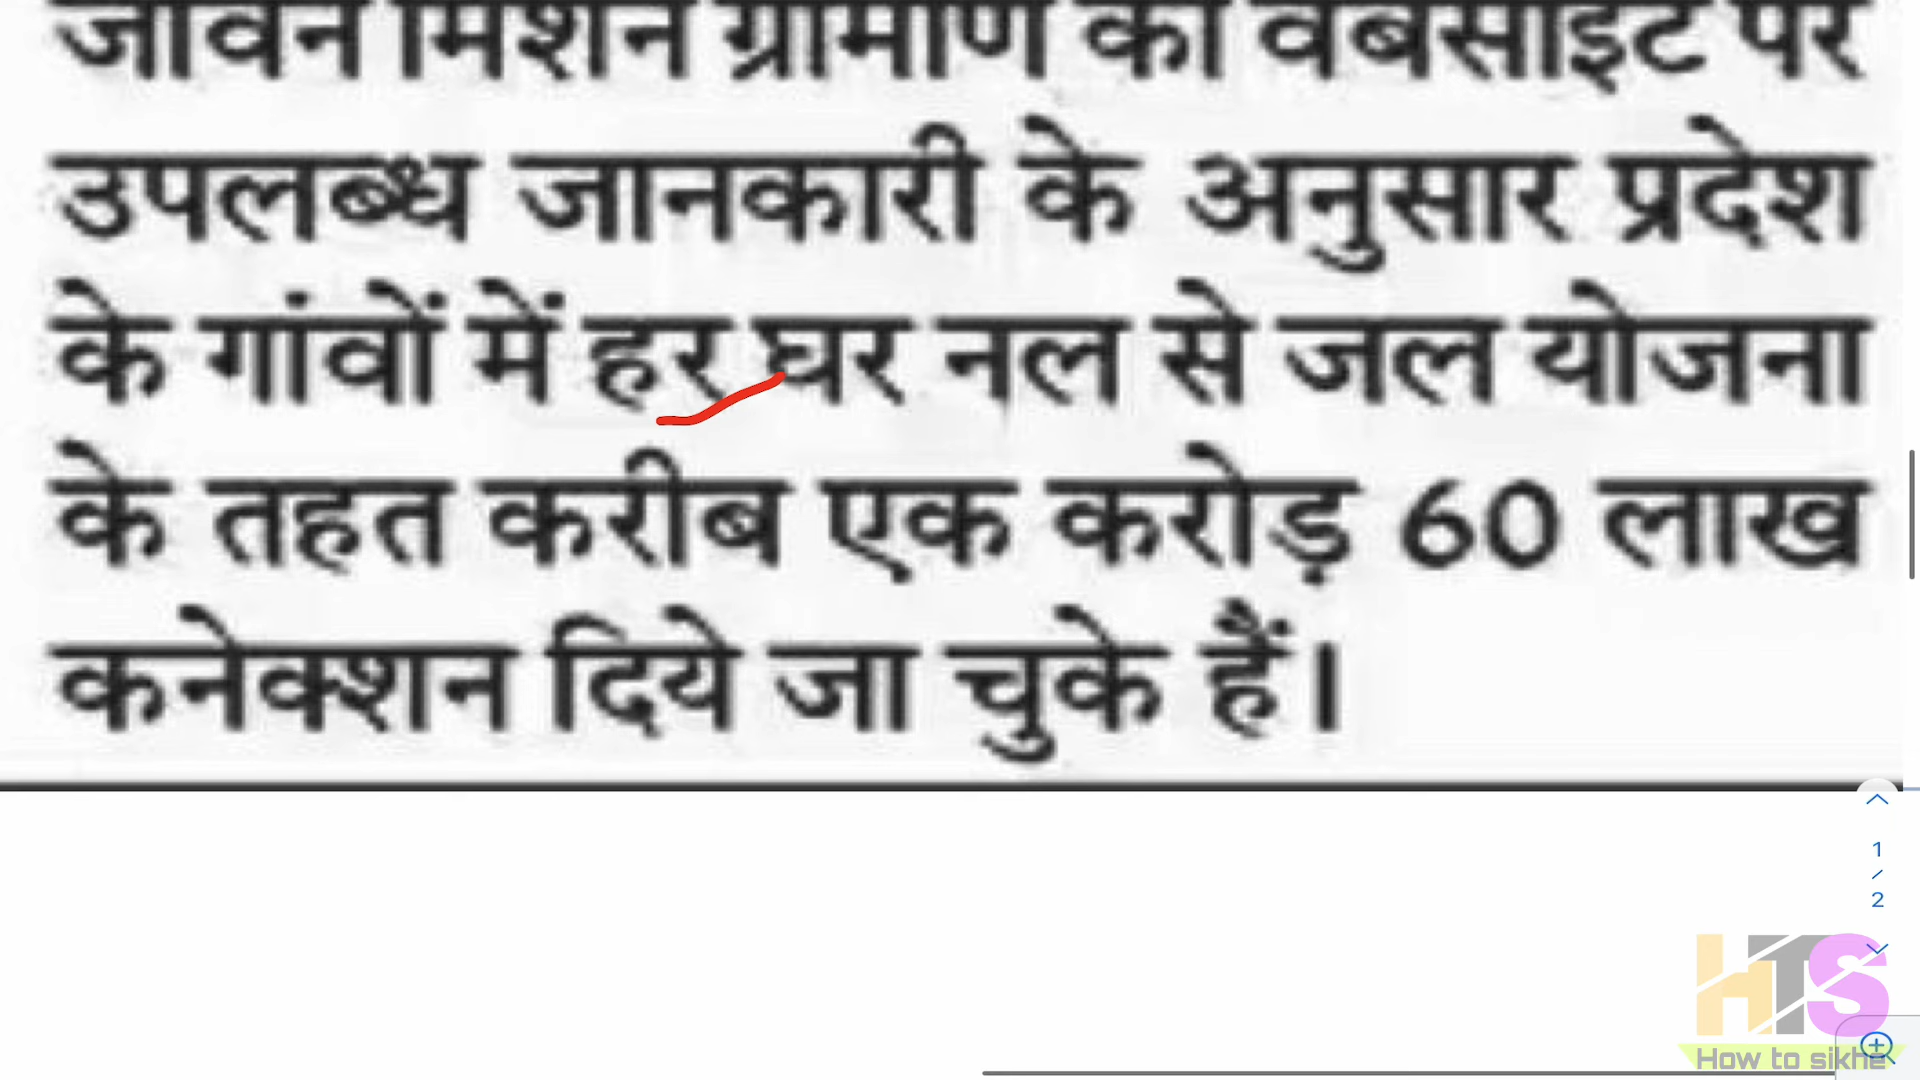 जीवन मिशन ग्रामीण की वेबसाइट पर
उपलब्ध जानकारी के अनुसार प्रदेश
के गांवों में हर घर नल से जल योजना
के तहत करीब एक करोड़ 60 लाख
कनेक्शन दिये जा चुके हैं।
1
/
2
HTS
How to sikhe